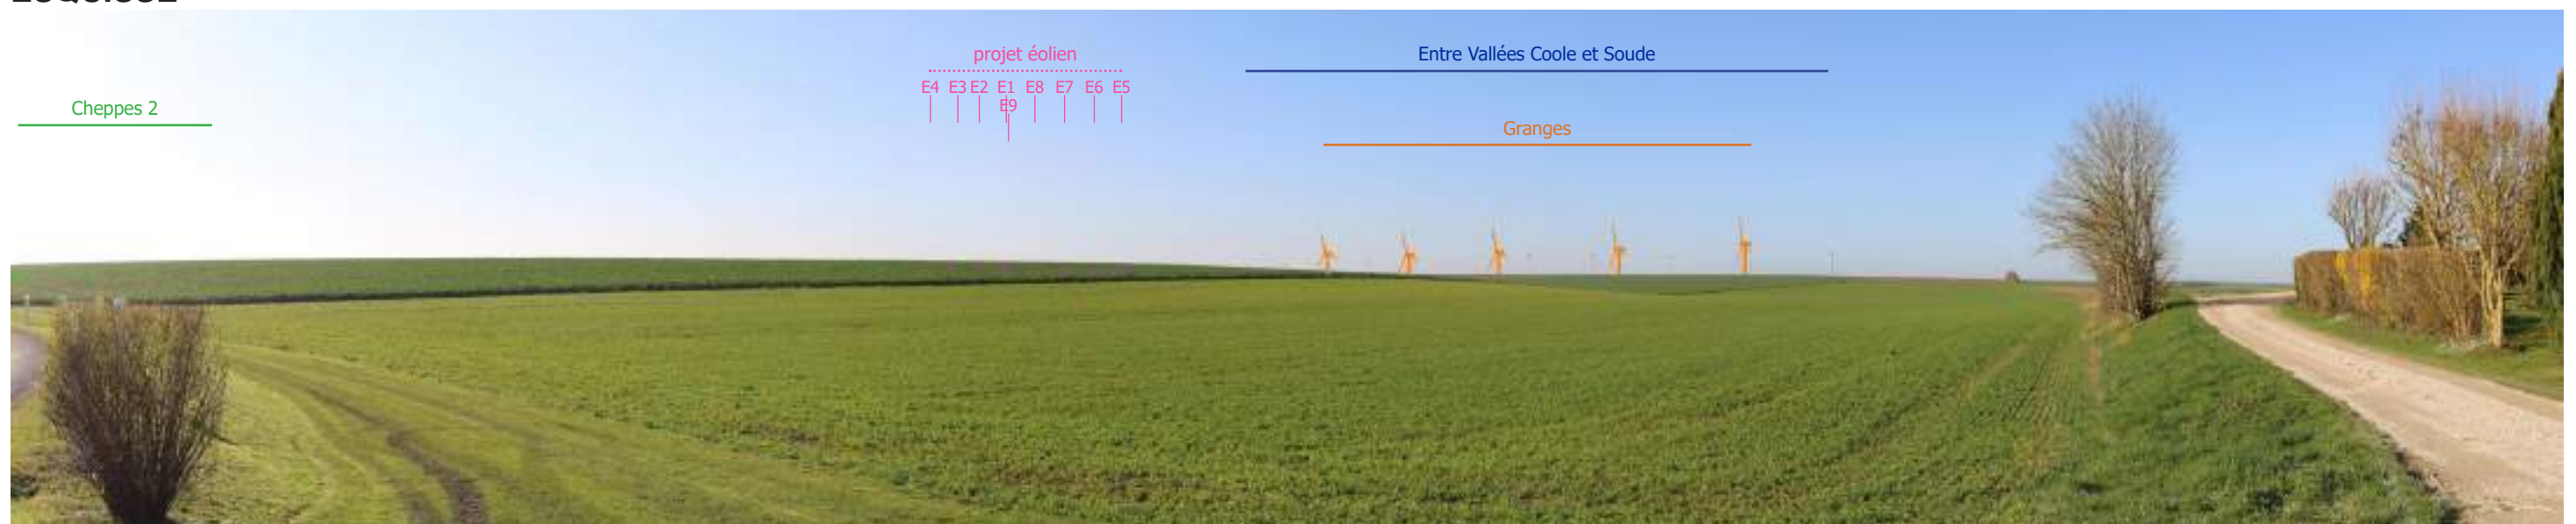 projet éolien
Entre Vallées Coole et Soude
E4 E3 E2 E1 E8 E7 E6 E5
Cheppes 2
E9
Granges